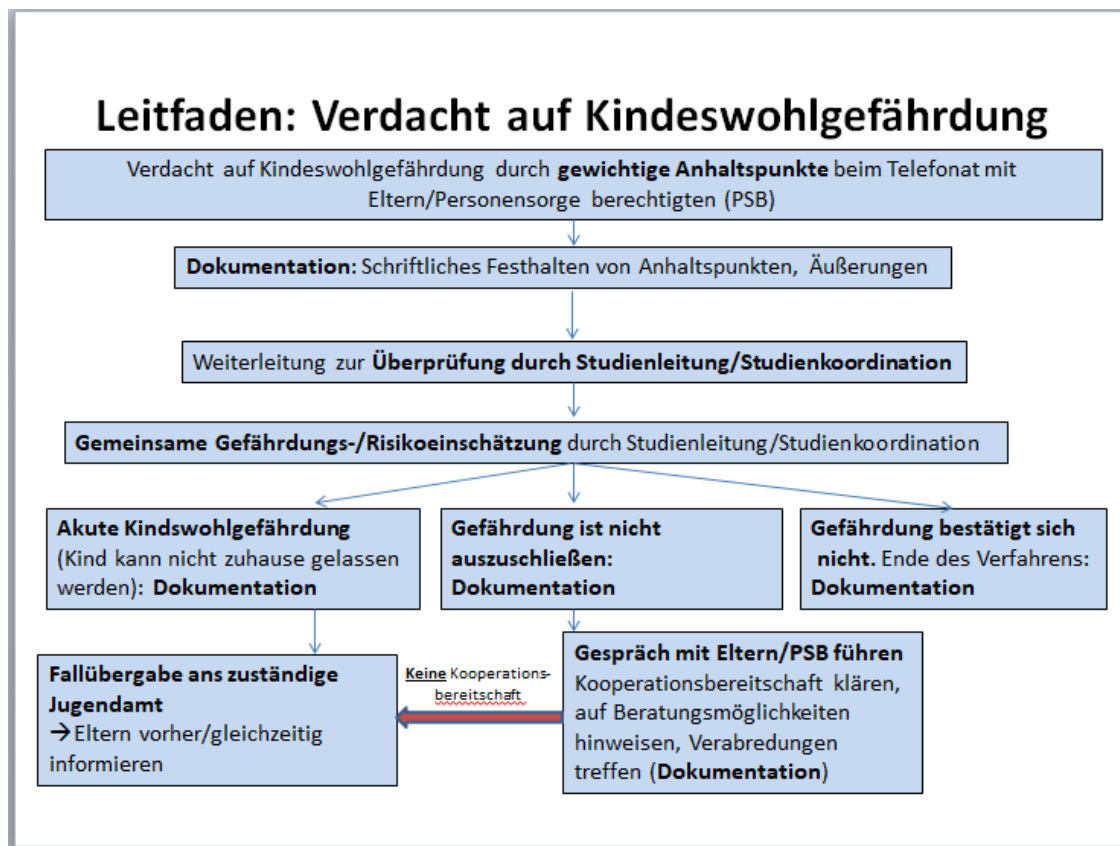 Leitfaden: Verdacht auf Kindeswohlgefährdung
Verdacht auf Kindeswohlgefährdung durch gewichtige Anhaltspunkte beim Telefonat mit
Eltern/Personensorge berechtigten (PSB)
Dokumentation: Schriftliches Festhalten von Anhaltspunkten, Äußerungen
Weiterleitung zur Überprüfung durch Studienleitung/Studienkoordination
Gemeinsame Gefährdungs-/Risikoeinschätzung durch Studienleitung/Studienkoordination
Akute Kindswohlgefährdung
(Kind kann nicht zuhause gelassen
werden): Dokumentation
Gefährdung ist nicht
auszuschließen:
Dokumentation
Gefährdung bestätigt sich
nicht. Ende des Verfahrens:
Dokumentation
Fallübergabe ans zuständige
Jugendamt
→Eltern vorher/gleichzeitig
informieren
Keine Kooperations-
bereitschaft
Gespräch mit Eltern/PSB führen
Kooperationsbereitschaft klären,
auf Beratungsmöglichkeiten
hinweisen, Verabredungen
treffen (Dokumentation)